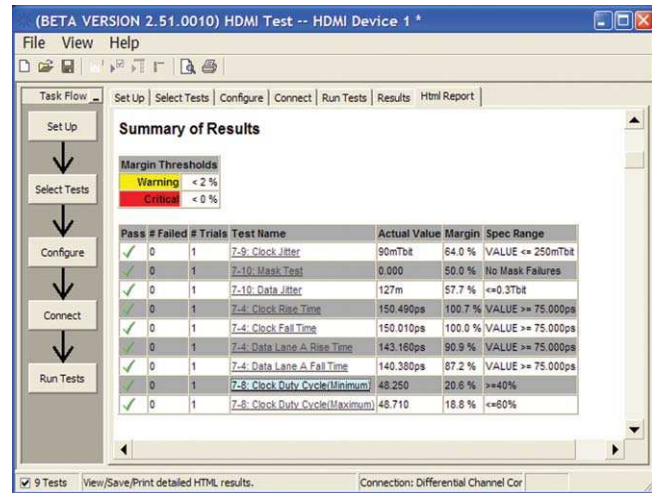 (BETA VERSION 2.51.0010) HDMI Test -- HDMI Device 1 *
File View Help
Task Flow
Set Up
Select Tests
Configure
Connect
Run Tests
Set Up Select Tests Configure Connect Run Tests Results Html Report
Summary of Results
Margin Thresholds
Warning < 2 %
Critical < 0 %
Pass # Failed # Trials Test Name Actual Value Margin Spec Range
0 1 7-9: Clock Jitter 90mTbit 64.0 % VALUE <= 250mTbit
0 1 7-10: Mask Test 0.000 50.0 % No Mask Failures
0 1 7-10: Data Jitter 127m 57.7 % <=0.3Tbit
0 1 7-4: Clock Rise Time 150.490ps 100.7 % VALUE >= 75.000ps
0 1 7-4: Clock Fall Time 150.010ps 100.0 % VALUE >= 75.000ps
0 1 7-4: Data Lane A Rise Time 143.160ps 90.9 % VALUE >= 75.000ps
0 1 7-4: Data Lane A Fall Time 140.380ps 87.2 % VALUE >= 75.000ps
0 1 7-8: Clock Duty Cycle(Minimum) 48.250 20.6 % >=40%
0 1 7-8: Clock Duty Cycle(Maximum) 48.710 18.8 % <=60%
9 Tests View/Save/Print detailed HTML results. Connection: Differential Channel Cor